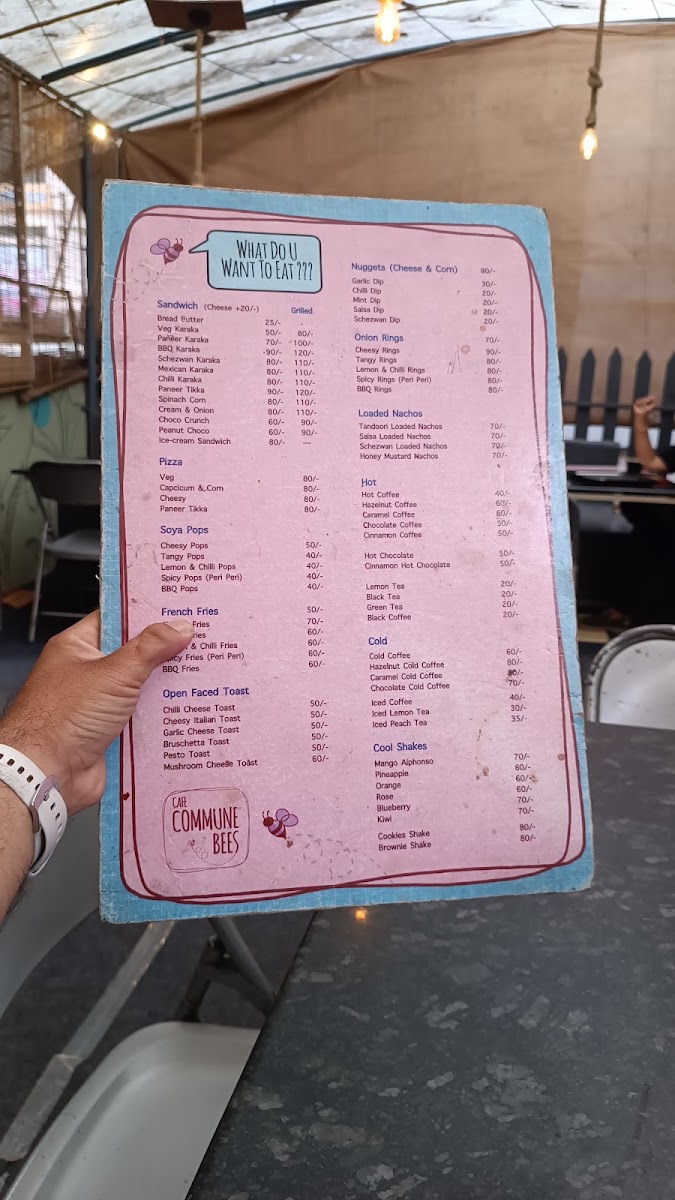 WHAT DO U
WANT TO EAT ???
Sandwich (Cheese +20/-) Grilled
Bread Butter 25/- -
Veg Karaka 50/- 80/-
Paneer Karaka 70/- 100/-
BBQ Karaka 90/- 120/-
Schezwan Karaka 80/- 110/-
Mexican Karaka 80/- 110/-
Chilli Karaka 80/- 110/-
Paneer Tikka 90/- 120/-
Spinach Corn 80/- 110/-
Cream & Onion 80/- 110/-
Choco Crunch 60/- 90/-
Peanut Choco 60/- 90/-
Ice-cream Sandwich 80/- —
Pizza
Veg 80/-
Capcicum & Corn 80/-
Cheesy 80/-
Paneer Tikka 80/-
Soya Pops
Cheesy Pops 50/-
Tangy Pops 40/-
Lemon & Chilli Pops 40/-
Spicy Pops (Peri Peri) 40/-
BBQ Pops 40/-
French Fries 50/-
Fries 70/-
Fries 60/-
& Chilli Fries 60/-
Spicy Fries (Peri Peri) 60/-
BBQ Fries 60/-
Open Faced Toast
Chilli Cheese Toast 50/-
Cheesy Italian Toast 50/-
Garlic Cheese Toast 50/-
Bruschetta Toast 50/-
Pesto Toast 50/-
Mushroom Cheese Toast 60/-
CAFE
COMMUNE
BEES
Nuggets (Cheese & Corn) 80/-
Garlic Dip 30/-
Chilli Dip 20/-
Mint Dip 20/-
Salsa Dip 20/-
Schezwan Dip 20/-
Onion Rings 70/-
Cheesy Rings 90/-
Tangy Rings 80/-
Lemon & Chilli Rings 80/-
Spicy Rings (Peri Peri) 80/-
BBQ Rings 80/-
Loaded Nachos
Tandoori Loaded Nachos 70/-
Salsa Loaded Nachos 70/-
Schezwan Loaded Nachos 70/-
Honey Mustard Nachos 70/-
Hot
Hot Coffee 40/-
Hazelnut Coffee 60/-
Caramel Coffee 60/-
Chocolate Coffee 50/-
Cinnamon Coffee 50/-
Hot Chocolate 50/-
Cinnamon Hot Chocolate 50/-
Lemon Tea 20/-
Black Tea 20/-
Green Tea 20/-
Black Coffee 20/-
Cold
Cold Coffee 60/-
Hazelnut Cold Coffee 80/-
Caramel Cold Coffee
Chocolate Cold Coffee 70/-
Iced Coffee 40/-
Iced Lemon Tea 30/-
Iced Peach Tea 35/-
Cool Shakes
Mango Alphonso 70/-
Pineapple 60/-
Orange 60/-
Rose 60/-
Blueberry 70/-
Kiwi 70/-
Cookies Shake 80/-
Brownie Shake 80/-